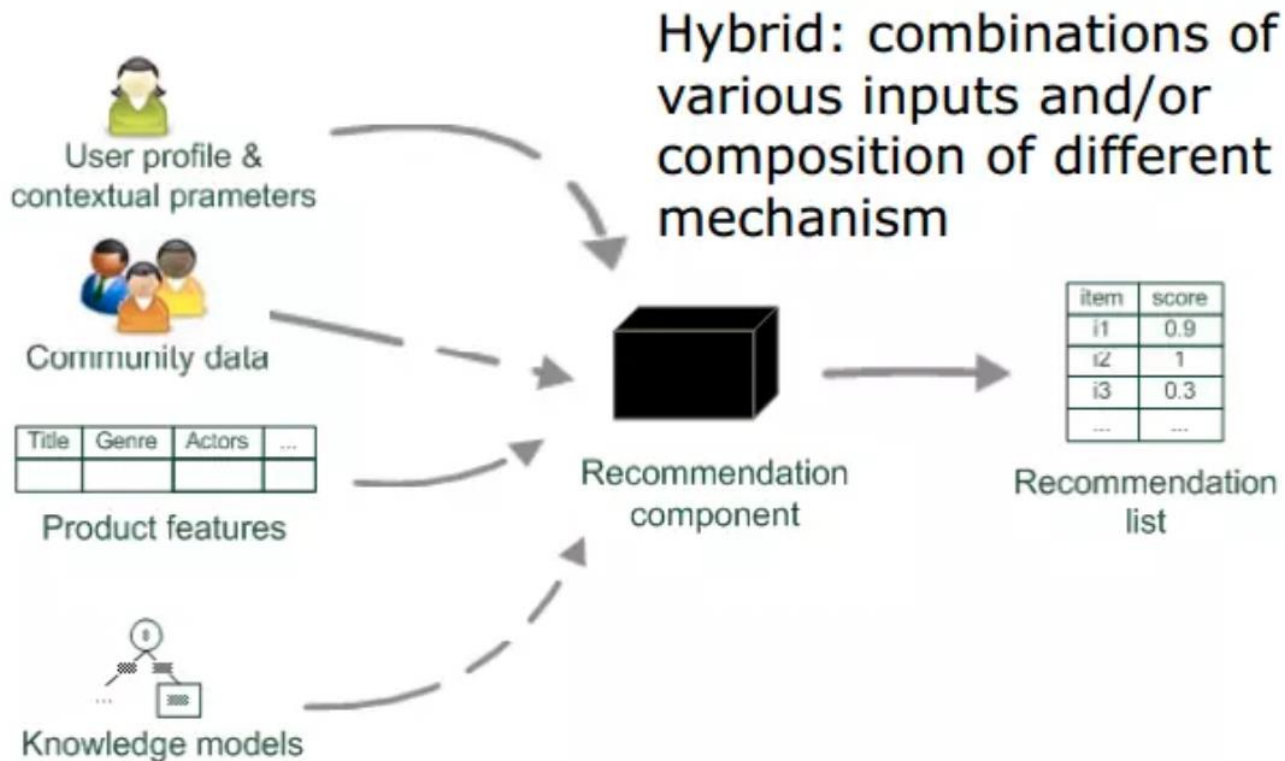 Hybrid: combinations of
various inputs and/or
composition of different
mechanism
User profile &
contextual prameters
Community data
Title Genre Actors ...
Product features
$
...
Knowledge models
Recommendation
component
item score
i1 0.9
i2 1
i3 0.3
... ...
Recommendation
list